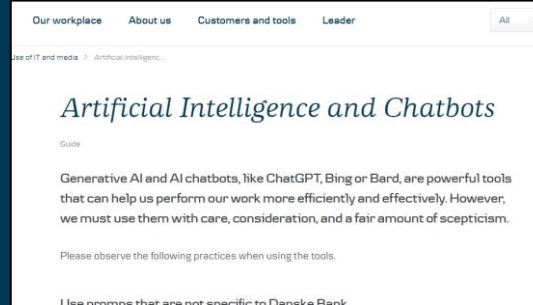 Our workplace About us Customers and tools Leader All
Use of IT and media > Artificial Intelligenc...
Artificial Intelligence and Chatbots
Guide
Generative AI and AI chatbots, like ChatGPT, Bing or Bard, are powerful tools
that can help us perform our work more efficiently and effectively. However,
we must use them with care, consideration, and a fair amount of scepticism.
Please observe the following practices when using the tools.
Use promps that are not specific to Danske Bank